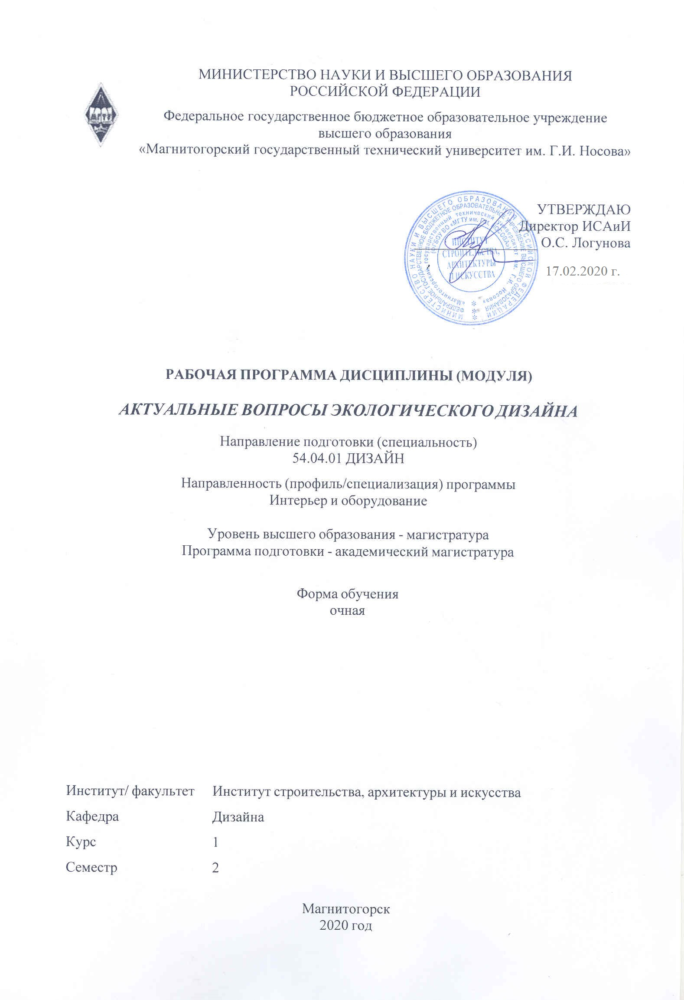 МИНИСТЕРСТВО НАУКИ И ВЫСШЕГО ОБРАЗОВАНИЯ
РОССИЙСКОЙ ФЕДЕРАЦИИ
МГТУ
Федеральное государственное бюджетное образовательное учреждение
высшего образования
«Магнитогорский государственный технический университет им. Г.И. Носова»
УТВЕРЖДАЮ
Директор ИСАиИ
О.С. Логунова
17.02.2020 г.
МИНИСТЕРСТВО НАУКИ И ВЫСШЕГО ОБРАЗОВАНИЯ РОССИЙСКОЙ ФЕДЕРАЦИИ
ФЕДЕРАЛЬНОЕ ГОСУДАРСТВЕННОЕ БЮДЖЕТНОЕ ОБРАЗОВАТЕЛЬНОЕ УЧРЕЖДЕНИЕ ВЫСШЕГО ОБРАЗОВАНИЯ
«Магнитогорский государственный технический университет им. Г.И. Носова»
(ФГБОУ ВО «МГТУ им. Г.И. НОСОВА»)
ИНСТИТУТ
СТРОИТЕЛЬСТВА,
АРХИТЕКТУРЫ
И ИСКУССТВА
РАБОЧАЯ ПРОГРАММА ДИСЦИПЛИНЫ (МОДУЛЯ)
АКТУАЛЬНЫЕ ВОПРОСЫ ЭКОЛОГИЧЕСКОГО ДИЗАЙНА
Направление подготовки (специальность)
54.04.01 ДИЗАЙН
Направленность (профиль/специализация) программы
Интерьер и оборудование
Уровень высшего образования - магистратура
Программа подготовки - академический магистратура
Форма обучения
очная
Институт/ факультет Институт строительства, архитектуры и искусства
Кафедра Дизайна
Курс 1
Семестр 2
Магнитогорск
2020 год